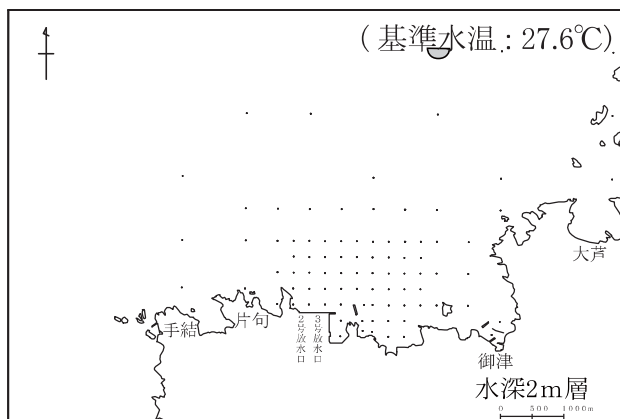 (基準水温:27.6℃)
大芦
手結
片句
2号放水口
3号放水口
御津
水深2m層
0 500 1000m